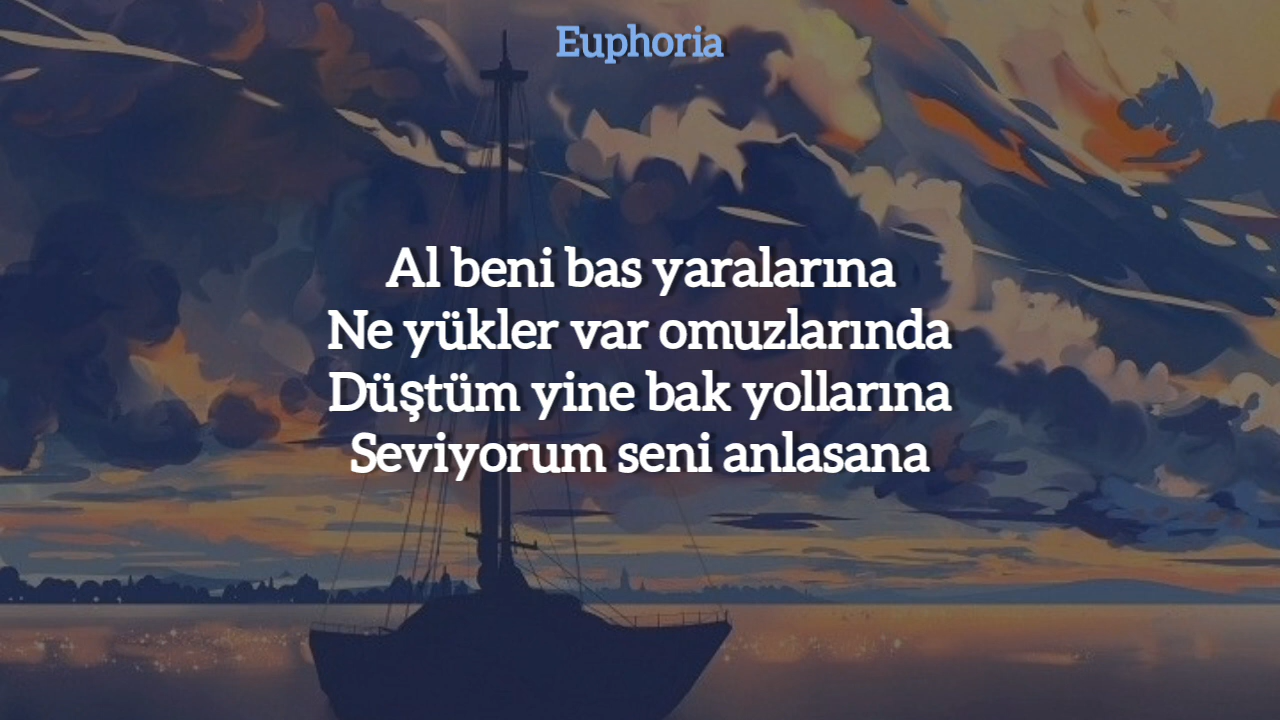 Euphoria
Al beni bas yaralarına
Ne yükler var omuzlarında
Düştüm yine bak yollarına
Seviyorum seni anlasana